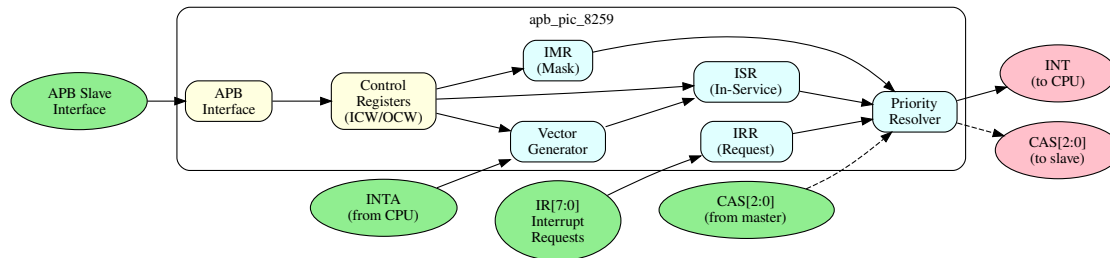 apb_pic_8259
APB Slave
Interface
APB
Interface
Control
Registers
(ICW/OCW)
IMR
(Mask)
Vector
Generator
ISR
(In-Service)
IRR
(Request)
Priority
Resolver
INT
(to CPU)
CAS[2:0]
(to slave)
INTA
(from CPU)
IR[7:0]
Interrupt
Requests
CAS[2:0]
(from master)